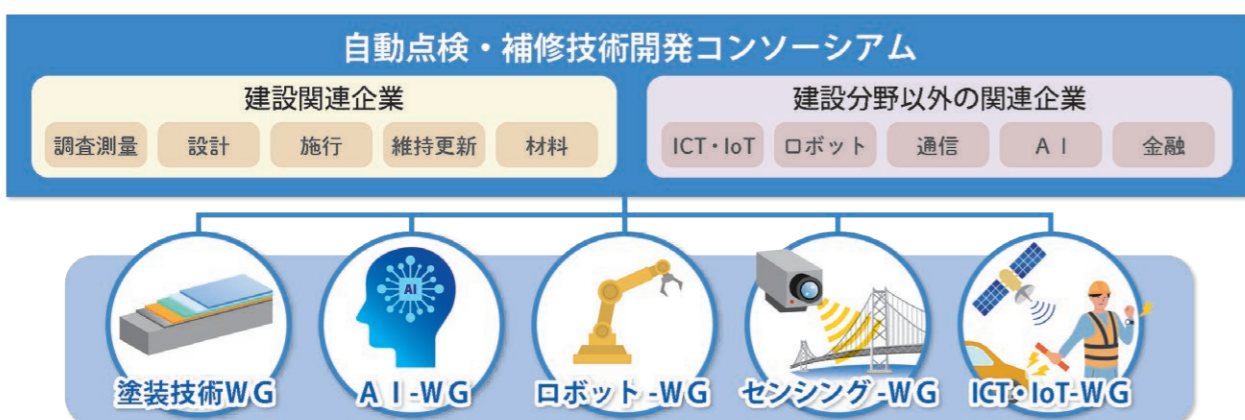 自動点検・補修技術開発コンソーシアム
建設関連企業
調査測量 設計 施行 維持更新 材料
建設分野以外の関連企業
ICT・IoT ロボット 通信 AI 金融
AI
塗装技術WG
AI-WG
ロボット-WG
センシング-WG
ICT・IoT-WG